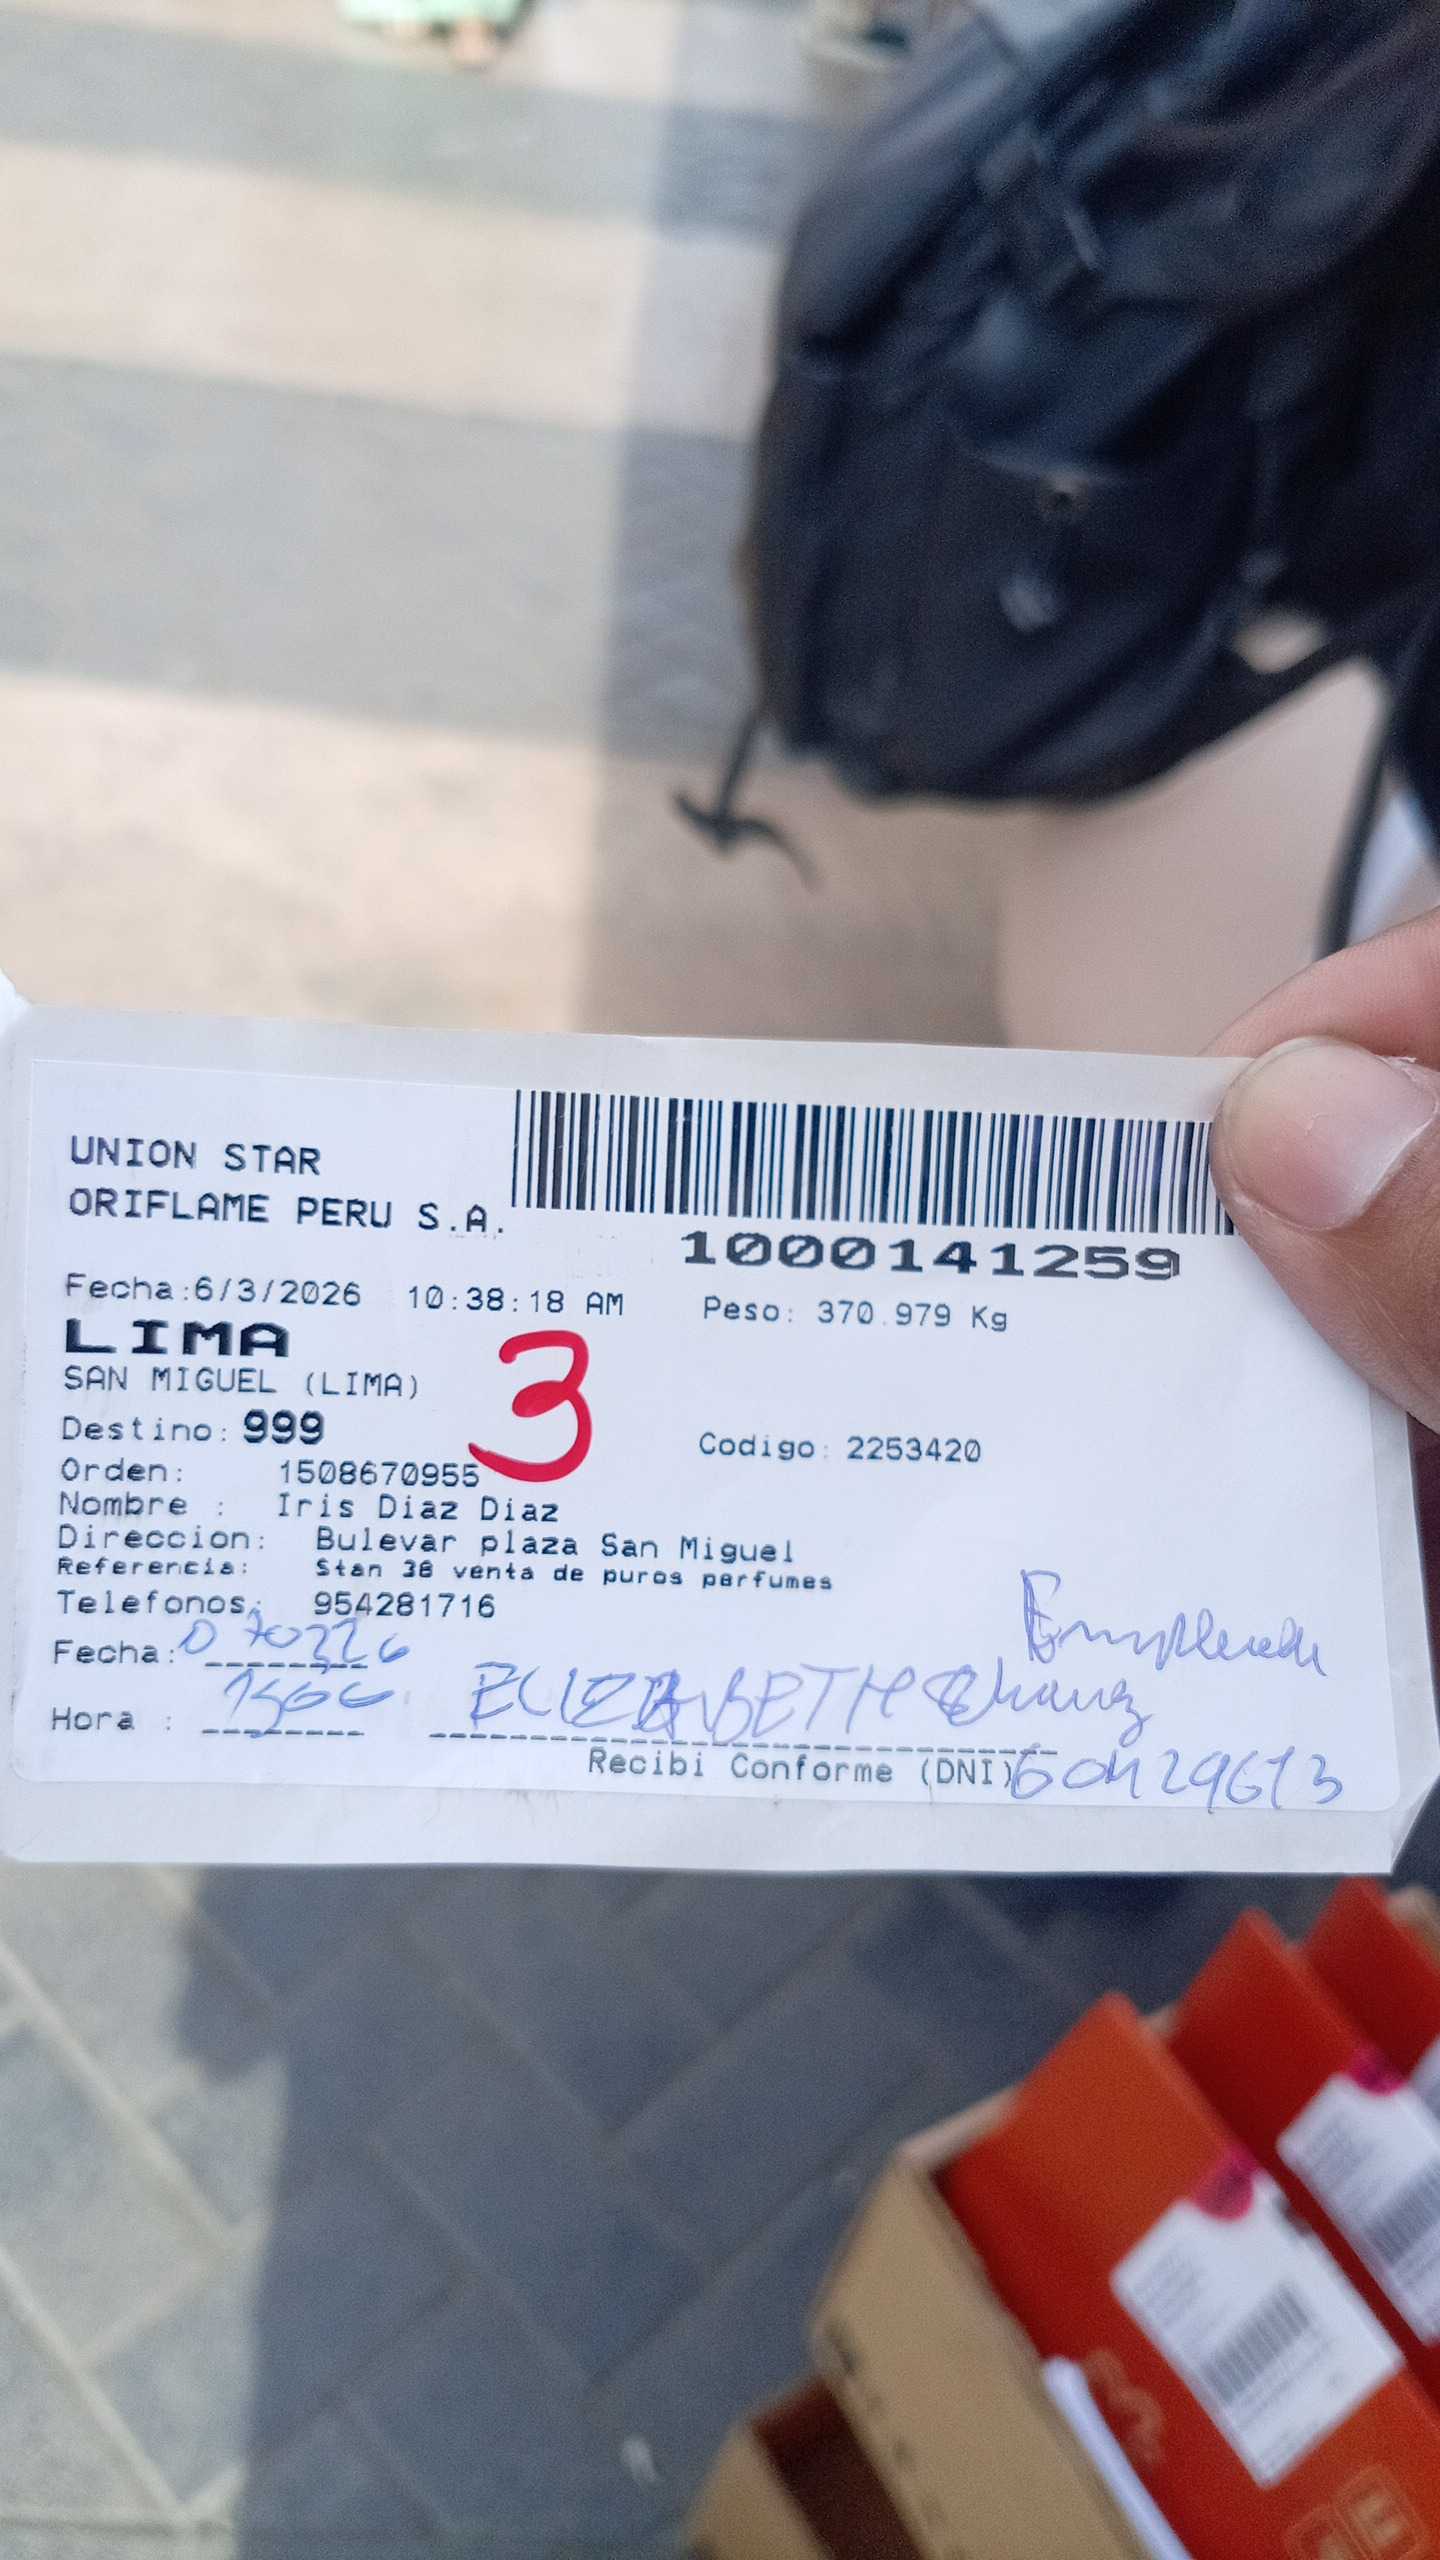 UNION STAR
ORIFLAME PERU S.A.
1000141259
Fecha:6/3/2026 10:38:18 AM Peso: 370.979 Kg
LIMA
SAN MIGUEL (LIMA)
3
Destino: 999 Codigo: 2253420
Orden: 1508670955
Nombre : Iris Diaz Diaz
Direccion: Bulevar plaza San Miguel
Referencia: Stan 38 venta de puros perfumes
Telefonos: 954281716
Fecha: 070326
Hora : ELIZABETH
Recibi Conforme (DNI)